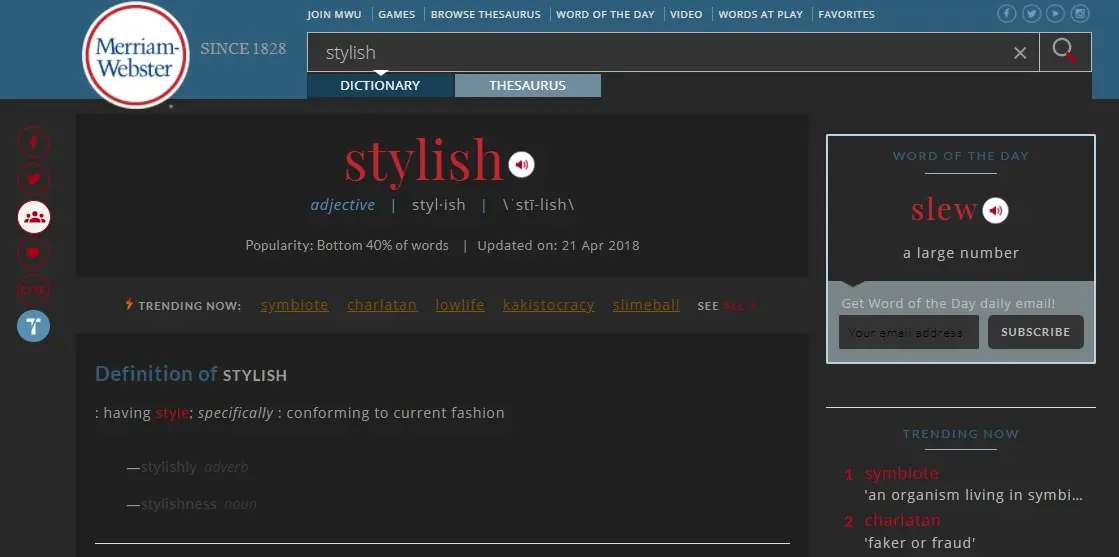 JOIN MWU GAMES BROWSE THESAURUS WORD OF THE DAY VIDEO WORDS AT PLAY FAVORITES
Merriam-
Webster
SINCE 1828
stylish
DICTIONARY THESAURUS
stylish
adjective | styl·ish | \ˈstī-lish\
Popularity: Bottom 40% of words | Updated on: 21 Apr 2018
TRENDING NOW: symbiote charlatan lowlife kakistocracy slimeball SEE ALL
CITE
Definition of STYLISH
: having style; specifically : conforming to current fashion
—stylishly adverb
—stylishness noun
WORD OF THE DAY
slew
a large number
Get Word of the Day daily email!
Your email address SUBSCRIBE
TRENDING NOW
1 symbiote
'an organism living in symbi…
2 charlatan
'faker or fraud'